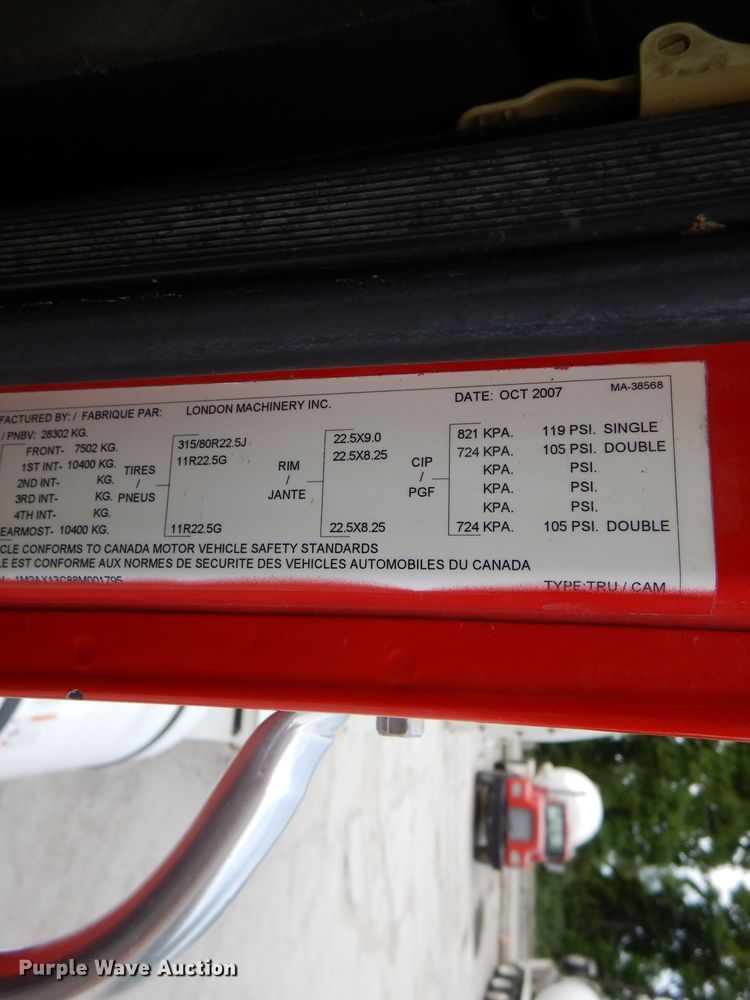 FACTURED BY: / FABRIQUE PAR: LONDON MACHINERY INC. DATE: OCT 2007 MA-38568
/ PNBV: 28302 KG.
FRONT- 7502 KG. 315/80R22.5J 22.5X9.0 821 KPA. 119 PSI. SINGLE
1ST INT- 10400 KG. 11R22.5G 22.5X8.25 724 KPA. 105 PSI. DOUBLE
2ND INT- KG. KPA. PSI.
3RD INT- KG. KPA. PSI.
4TH INT- KG. KPA. PSI.
TIRES / PNEUS
RIM / JANTE
CIP / PGF
EARMOST- 10400 KG. 11R22.5G 22.5X8.25 724 KPA. 105 PSI. DOUBLE
CLE CONFORMS TO CANADA MOTOR VEHICLE SAFETY STANDARDS
LE EST CONFORME AUX NORMES DE SECURITE DES VEHICLES AUTOMOBILES DU CANADA
1M2AX13C88M001795 TYPE:TRU / CAM
Purple Wave Auction